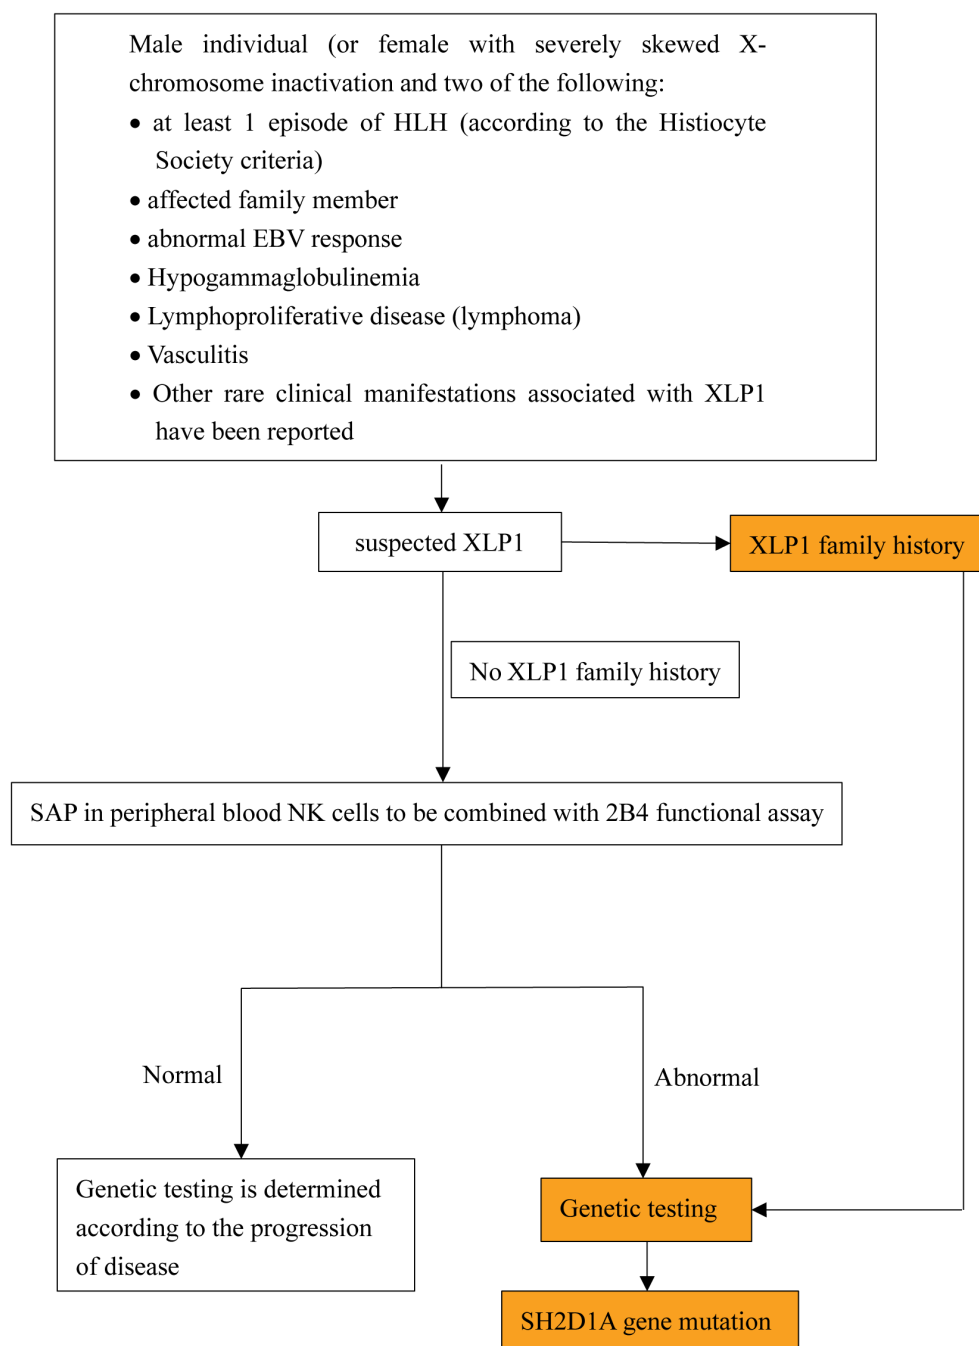 Male individual (or female with severely skewed X-
chromosome inactivation and two of the following:
• at least 1 episode of HLH (according to the Histiocyte
Society criteria)
• affected family member
• abnormal EBV response
• Hypogammaglobulinemia
• Lymphoproliferative disease (lymphoma)
• Vasculitis
• Other rare clinical manifestations associated with XLP1
have been reported
suspected XLP1
XLP1 family history
No XLP1 family history
SAP in peripheral blood NK cells to be combined with 2B4 functional assay
Normal
Abnormal
Genetic testing is determined
according to the progression
of disease
Genetic testing
SH2D1A gene mutation